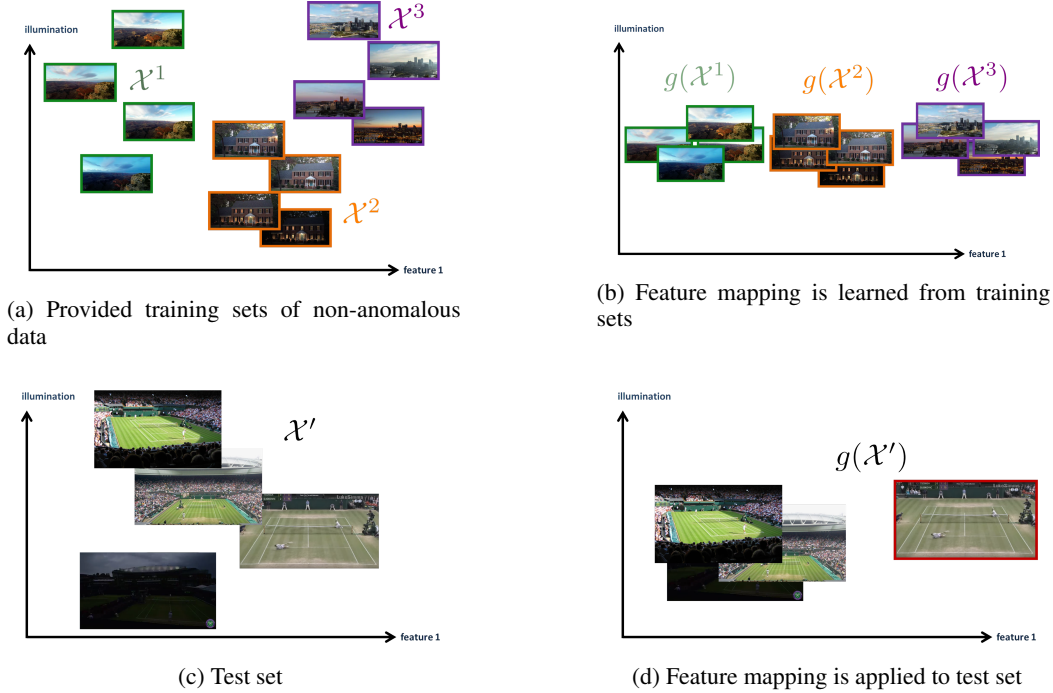 illumination
𝒳¹
𝒳²
𝒳³
feature 1
(a) Provided training sets of non-anomalous
data
illumination
g(𝒳¹)
g(𝒳²)
g(𝒳³)
feature 1
(b) Feature mapping is learned from training
sets
illumination
𝒳′
feature 1
(c) Test set
illumination
g(𝒳′)
feature 1
(d) Feature mapping is applied to test set